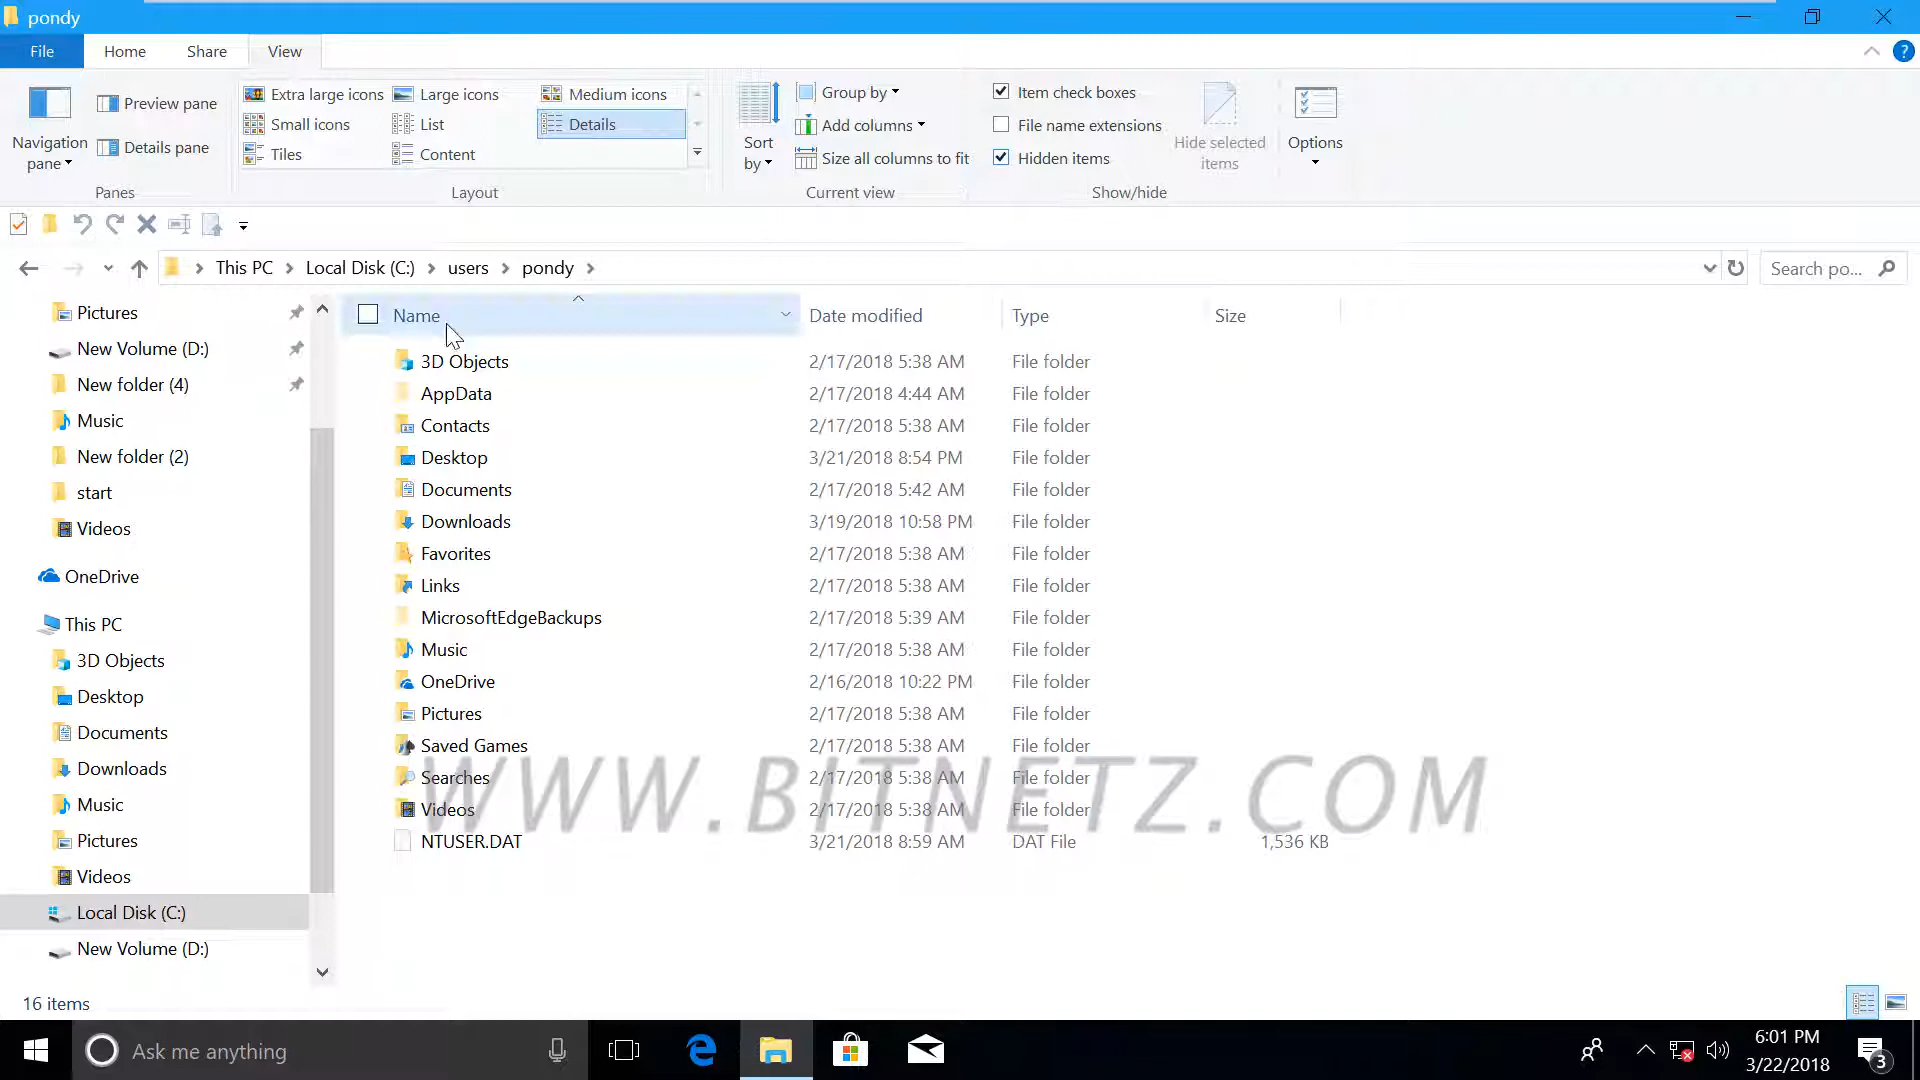 pondy
File Home Share View
Navigation pane
Preview pane
Details pane
Panes
Extra large icons Large icons Medium icons
Small icons List Details
Tiles Content
Layout
Sort by
Group by
Add columns
Size all columns to fit
Current view
Item check boxes
File name extensions
Hidden items
Hide selected items
Show/hide
Options
This PC Local Disk (C:) users pondy
Search po...
Pictures
New Volume (D:)
New folder (4)
Music
New folder (2)
start
Videos
OneDrive
This PC
3D Objects
Desktop
Documents
Downloads
Music
Pictures
Videos
Local Disk (C:)
New Volume (D:)
Name Date modified Type Size
3D Objects 2/17/2018 5:38 AM File folder
AppData 2/17/2018 4:44 AM File folder
Contacts 2/17/2018 5:38 AM File folder
Desktop 3/21/2018 8:54 PM File folder
Documents 2/17/2018 5:42 AM File folder
Downloads 3/19/2018 10:58 PM File folder
Favorites 2/17/2018 5:38 AM File folder
Links 2/17/2018 5:38 AM File folder
MicrosoftEdgeBackups 2/17/2018 5:39 AM File folder
Music 2/17/2018 5:38 AM File folder
OneDrive 2/16/2018 10:22 PM File folder
Pictures 2/17/2018 5:38 AM File folder
Saved Games 2/17/2018 5:38 AM File folder
Searches 2/17/2018 5:38 AM File folder
Videos 2/17/2018 5:38 AM File folder
NTUSER.DAT 3/21/2018 8:59 AM DAT File 1,536 KB
WWW.BITNETZ.COM
16 items
Ask me anything
6:01 PM
3/22/2018
3